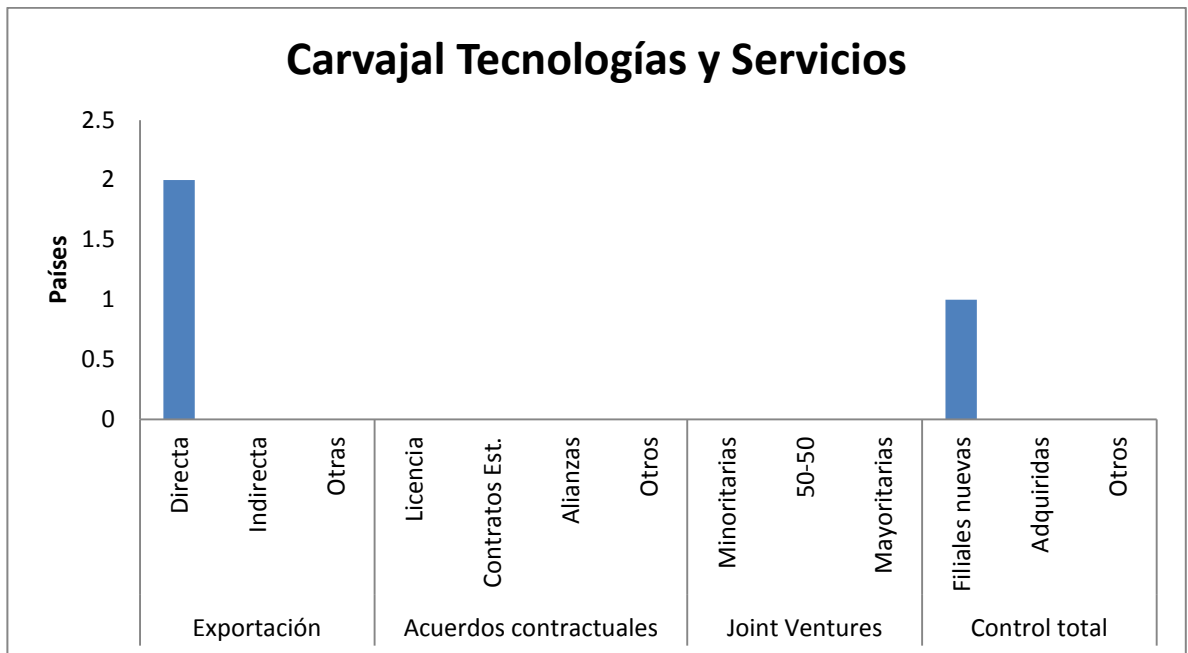 Carvajal Tecnologías y Servicios
Países
2.5
2
1.5
1
0.5
0
Directa
Indirecta
Otras
Licencia
Contratos Est.
Alianzas
Otros
Minoritarias
50-50
Mayoritarias
Filiales nuevas
Adquiridas
Otros
Exportación
Acuerdos contractuales
Joint Ventures
Control total